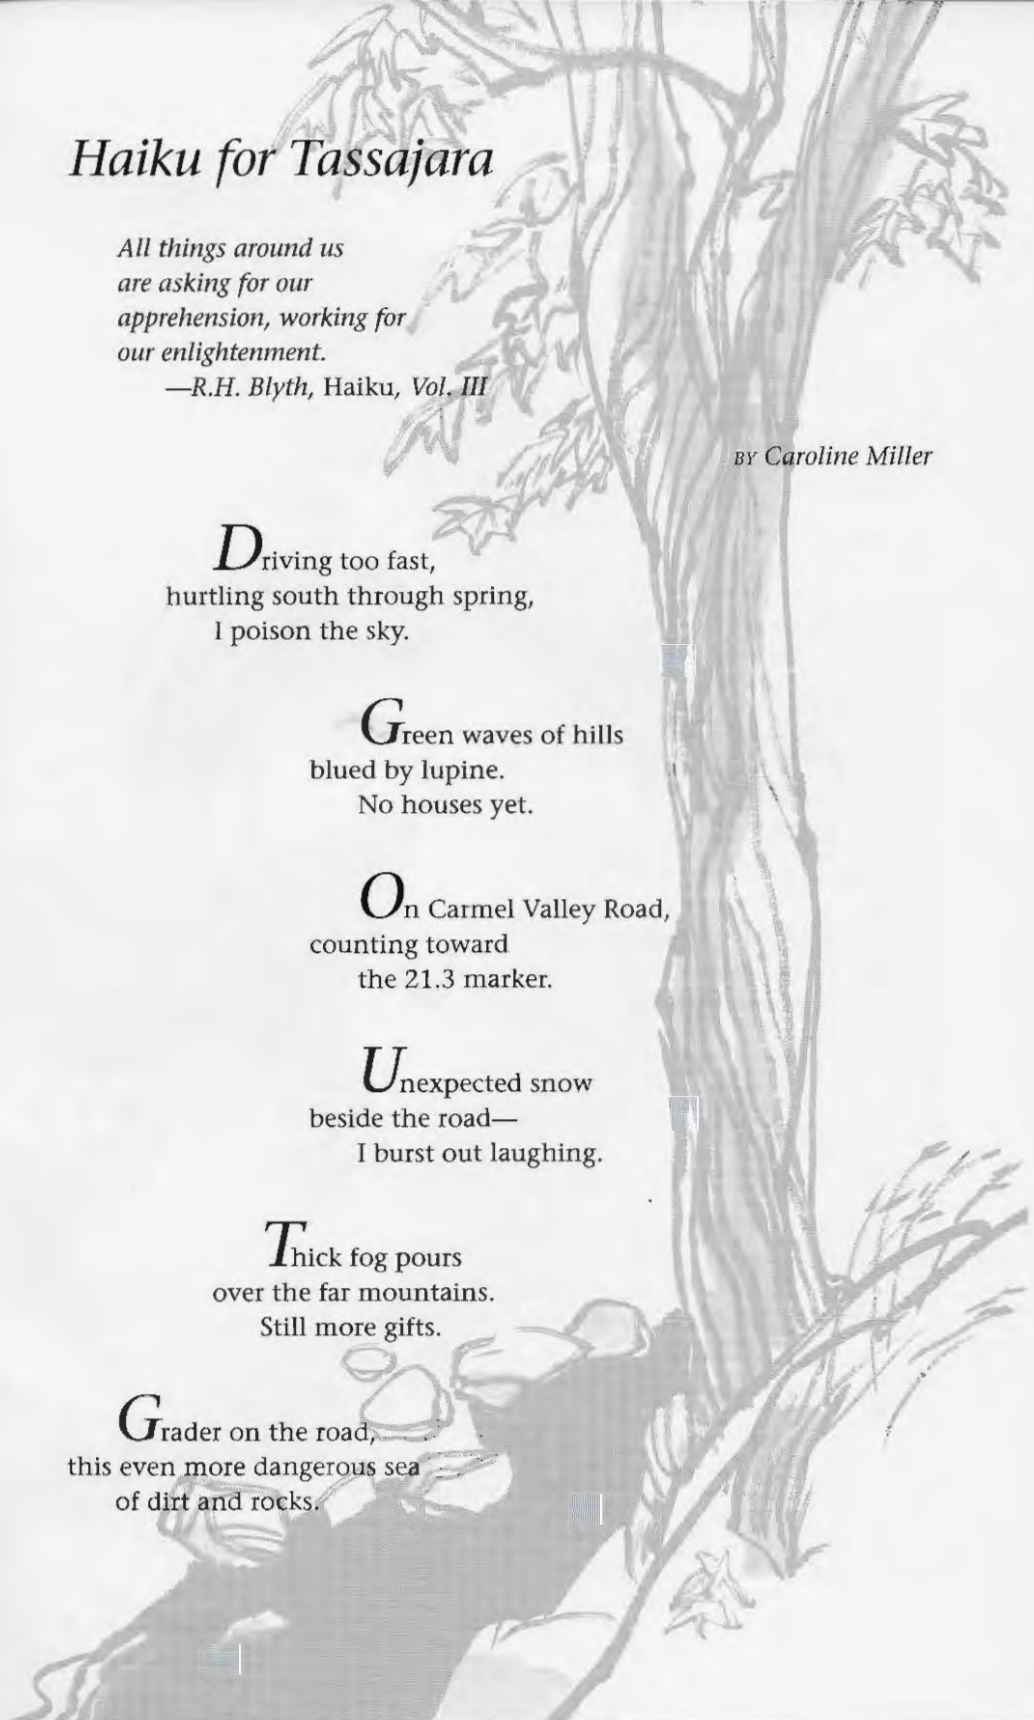 Haiku for Tassajara
All things around us
are asking for our
apprehension, working for
our enlightenment.
—R.H. Blyth, Haiku, Vol. III
BY Caroline Miller
Driving too fast,
hurtling south through spring,
I poison the sky.
Green waves of hills
blued by lupine.
No houses yet.
On Carmel Valley Road,
counting toward
the 21.3 marker.
Unexpected snow
beside the road—
I burst out laughing.
Thick fog pours
over the far mountains.
Still more gifts.
Grader on the road,
this even more dangerous sea
of dirt and rocks.